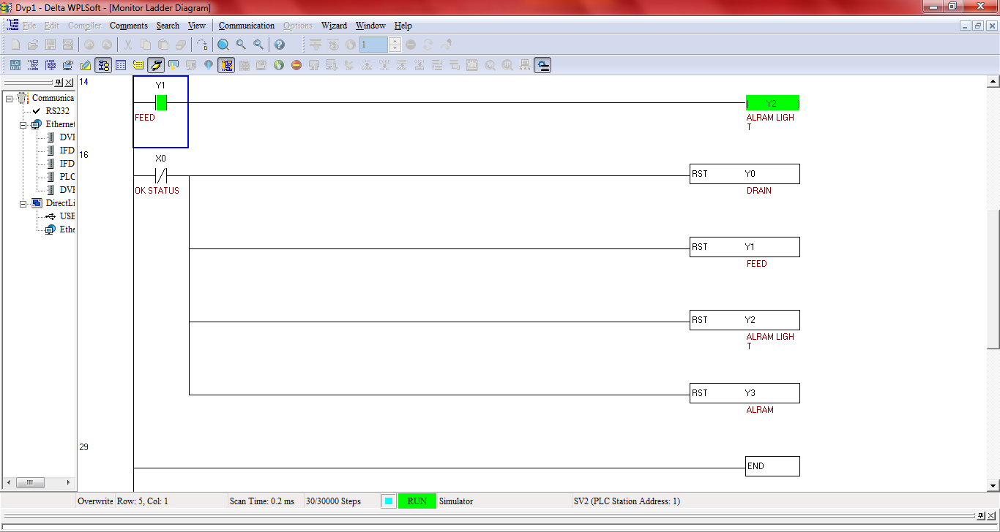 Dvp1 - Delta WPLSoft - [Monitor Ladder Diagram]
File Edit Compiler Comments Search View Communication Options Wizard Window Help
1
Communica
RS232
Ethernet
DVI
IFD
IFD
PLC
DVI
DirectLi
USE
Ethe
14
Y1
Y2
FEED
ALRAM LIGH
T
16
X0
RST Y0
OK STATUS
DRAIN
RST Y1
FEED
RST Y2
ALRAM LIGH
T
RST Y3
ALRAM
29
END
Overwrite Row: 5, Col: 1 Scan Time: 0.2 ms 30/30000 Steps RUN Simulator SV2 (PLC Station Address: 1)